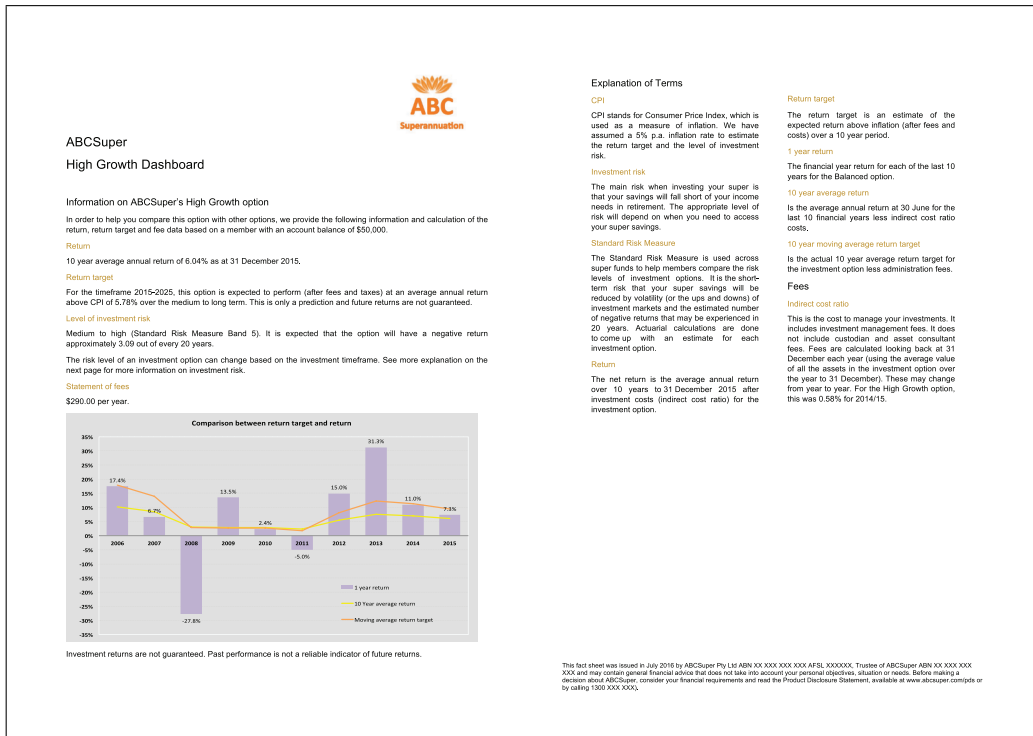 ABC
Superannuation
ABCSuper
High Growth Dashboard
Information on ABCSuper's High Growth option
In order to help you compare this option with other options, we provide the following information and calculation of the
return, return target and fee data based on a member with an account balance of $50,000.
Return
10 year average annual return of 6.04% as at 31 December 2015.
Return target
For the timeframe 2015-2025, this option is expected to perform (after fees and taxes) at an average annual return
above CPI of 5.78% over the medium to long term. This is only a prediction and future returns are not guaranteed.
Level of investment risk
Medium to high (Standard Risk Measure Band 5). It is expected that the option will have a negative return
approximately 3.09 out of every 20 years.
The risk level of an investment option can change based on the investment timeframe. See more explanation on the
next page for more information on investment risk.
Statement of fees
$290.00 per year.
Comparison between return target and return
35%
30%
25%
20%
15%
10%
5%
0%
-5%
-10%
-15%
-20%
-25%
-30%
-35%
17.4%
6.7%
-27.8%
13.5%
2.4%
-5.0%
15.0%
31.3%
11.0%
7.3%
2006 2007 2008 2009 2010 2011 2012 2013 2014 2015
1 year return
10 Year average return
Moving average return target
Investment returns are not guaranteed. Past performance is not a reliable indicator of future returns.
Explanation of Terms
CPI
CPI stands for Consumer Price Index, which is
used as a measure of inflation. We have
assumed a 5% p.a. inflation rate to estimate
the return target and the level of investment
risk.
Investment risk
The main risk when investing your super is
that your savings will fall short of your income
needs in retirement. The appropriate level of
risk will depend on when you need to access
your super savings.
Standard Risk Measure
The Standard Risk Measure is used across
super funds to help members compare the risk
levels of investment options. It is the short-
term risk that your super savings will be
reduced by volatility (or the ups and downs) of
investment markets and the estimated number
of negative returns that may be experienced in
20 years. Actuarial calculations are done
to come up with an estimate for each
investment option.
Return
The net return is the average annual return
over 10 years to 31 December 2015 after
investment costs (indirect cost ratio) for the
investment option.
Return target
The return target is an estimate of the
expected return above inflation (after fees and
costs) over a 10 year period.
1 year return
The financial year return for each of the last 10
years for the Balanced option.
10 year average return
Is the average annual return at 30 June for the
last 10 financial years less indirect cost ratio
costs.
10 year moving average return target
Is the actual 10 year average return target for
the investment option less administration fees.
Fees
Indirect cost ratio
This is the cost to manage your investments. It
includes investment management fees. It does
not include custodian and asset consultant
fees. Fees are calculated looking back at 31
December each year (using the average value
of all the assets in the investment option over
the year to 31 December). These may change
from year to year. For the High Growth option,
this was 0.58% for 2014/15.
This fact sheet was issued in July 2016 by ABCSuper Pty Ltd ABN XX XXX XXX XXX AFSL XXXXXX, Trustee of ABCSuper ABN XX XXX XXX
XXX and may contain general financial advice that does not take into account your personal objectives, situation or needs. Before making a
decision about ABCSuper, consider your financial requirements and read the Product Disclosure Statement, available at www.abcsuper.com/pds or
by calling 1300 XXX XXX).